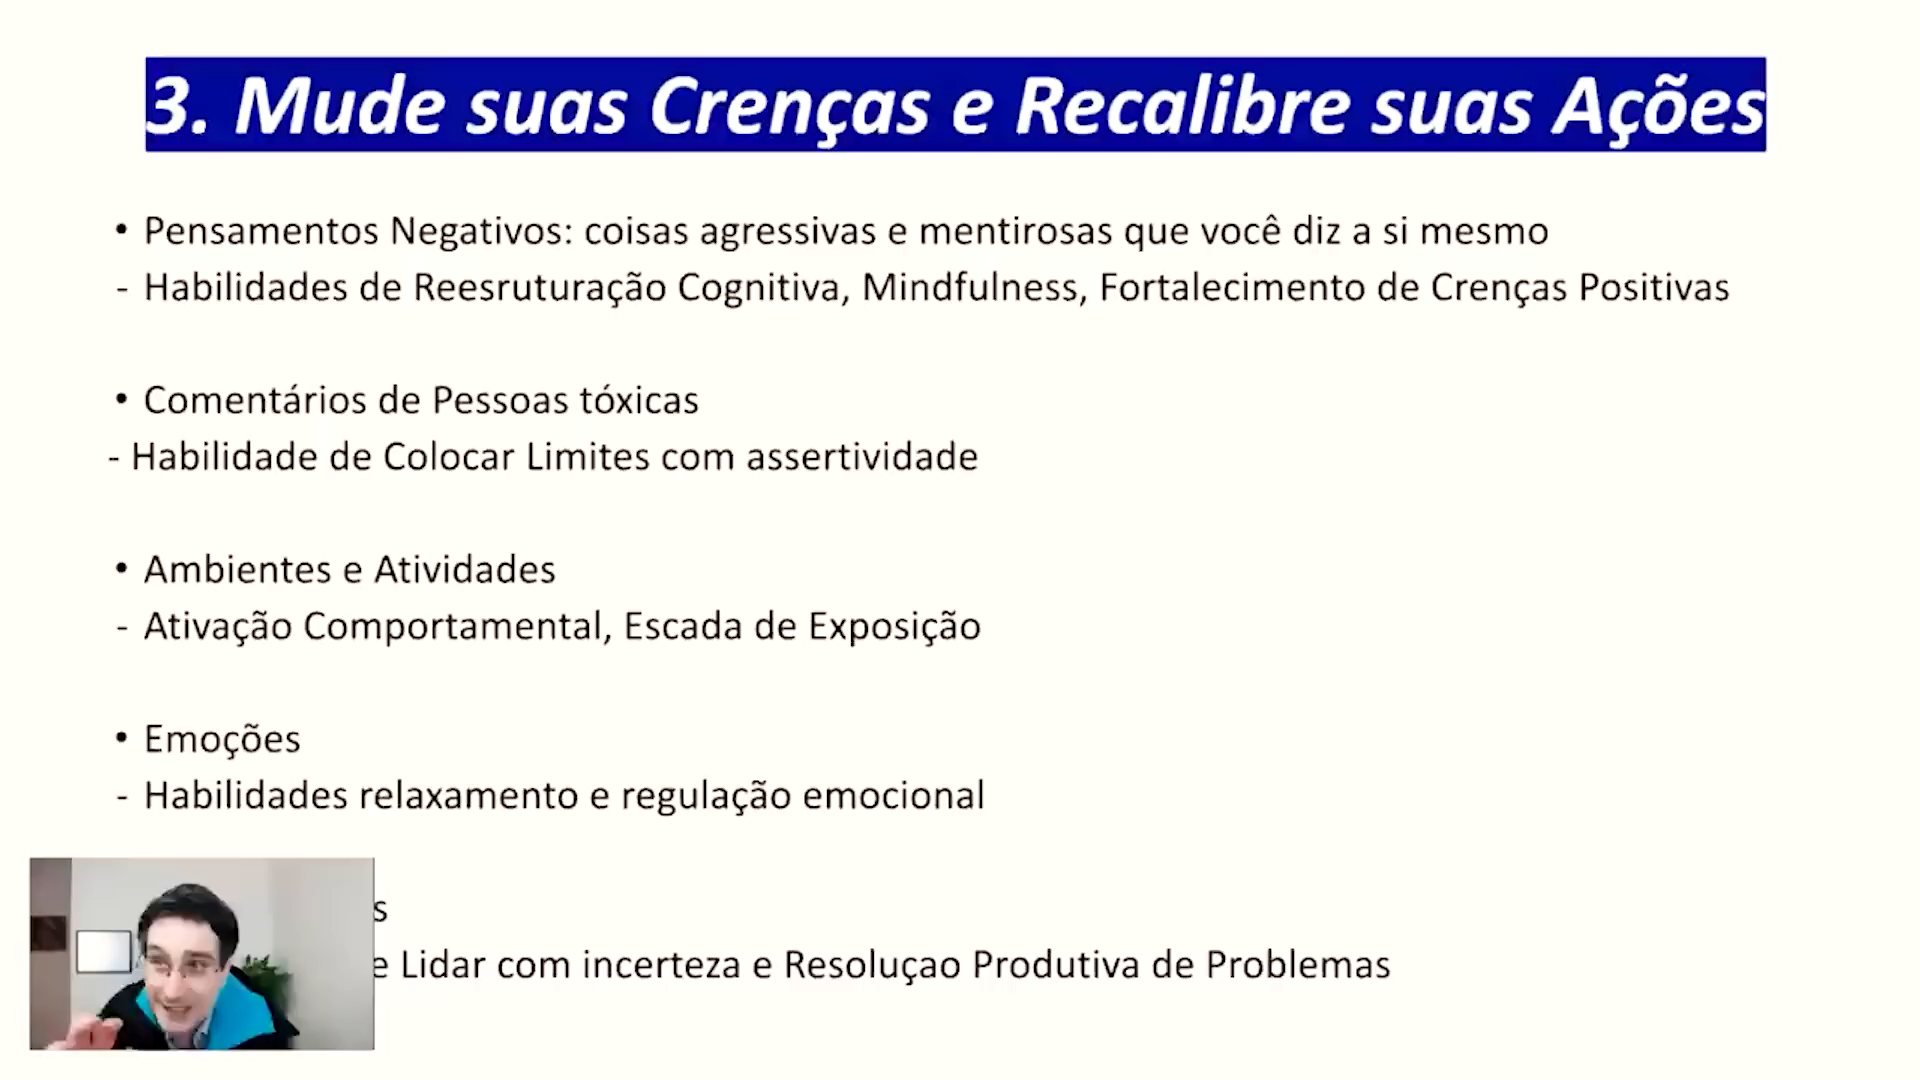 3. Mude suas Crenças e Recalibre suas Ações
• Pensamentos Negativos: coisas agressivas e mentirosas que você diz a si mesmo
- Habilidades de Reesruturação Cognitiva, Mindfulness, Fortalecimento de Crenças Positivas
• Comentários de Pessoas tóxicas
- Habilidade de Colocar Limites com assertividade
• Ambientes e Atividades
- Ativação Comportamental, Escada de Exposição
• Emoções
- Habilidades relaxamento e regulação emocional
Lidar com incerteza e Resoluçao Produtiva de Problemas